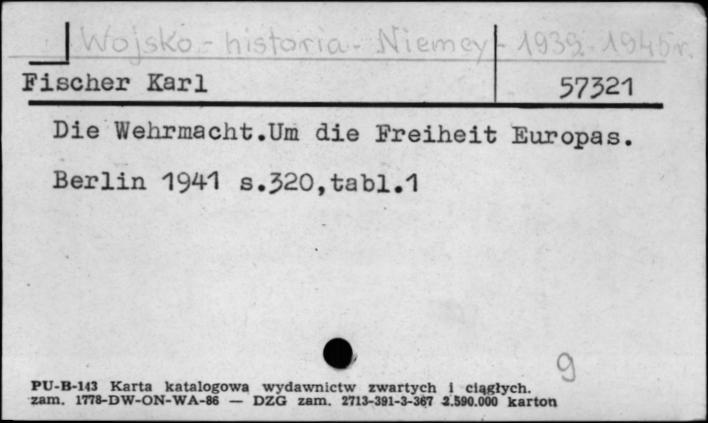 Wojsko - historia - Niemcy - 1939-1945 r.
Fischer Karl 57321
Die Wehrmacht.Um die Freiheit Europas.
Berlin 1941 s.320,tabl.1
9
PU-B-143 Karta katalogowa wydawnictw zwartych i ciągłych.
zam. 1778-DW-ON-WA-86 — DZG zam. 2713-391-3-367 2.590.000 karton